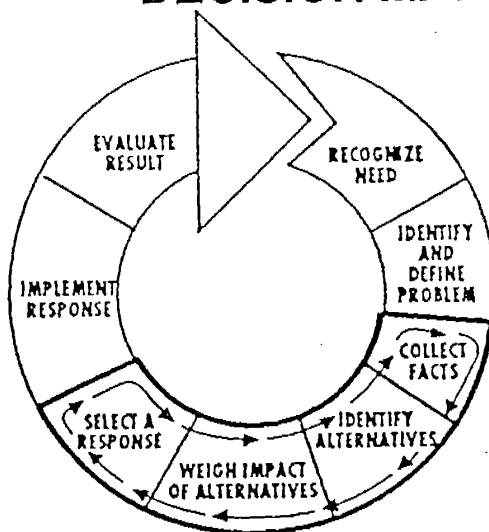 RECOGNIZE
NEED
IDENTIFY
AND
DEFINE
PROBLEM
COLLECT
FACTS
IDENTIFY
ALTERNATIVES
WEIGH IMPACT
OF ALTERNATIVES
SELECT A
RESPONSE
IMPLEMENT
RESPONSE
EVALUATE
RESULT